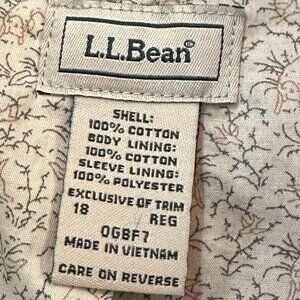 L.L.Bean®
SHELL:
100% COTTON
BODY LINING:
100% COTTON
SLEEVE LINING:
100% POLYESTER
EXCLUSIVE OF TRIM
18 REG
0GBF7
MADE IN VIETNAM
CARE ON REVERSE